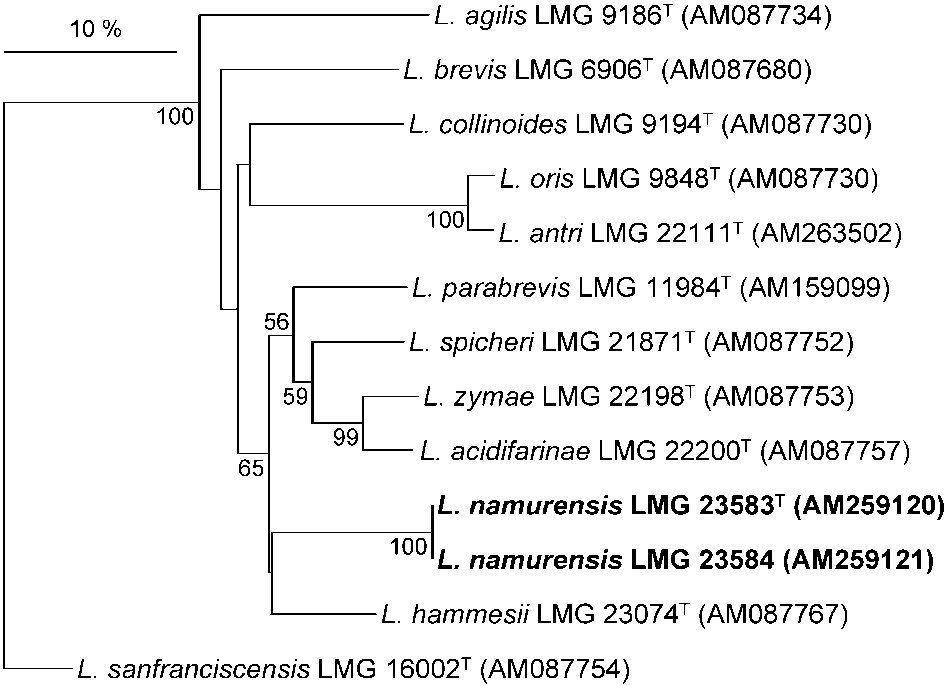 L. agilis LMG 9186ᵀ (AM087734)
10 %
L. brevis LMG 6906ᵀ (AM087680)
100
L. collinoides LMG 9194ᵀ (AM087730)
L. oris LMG 9848ᵀ (AM087730)
100
L. antri LMG 22111ᵀ (AM263502)
L. parabrevis LMG 11984ᵀ (AM159099)
56
L. spicheri LMG 21871ᵀ (AM087752)
59
L. zymae LMG 22198ᵀ (AM087753)
99
L. acidifarinae LMG 22200ᵀ (AM087757)
65
L. namurensis LMG 23583ᵀ (AM259120)
100
L. namurensis LMG 23584 (AM259121)
L. hammesii LMG 23074ᵀ (AM087767)
L. sanfranciscensis LMG 16002ᵀ (AM087754)